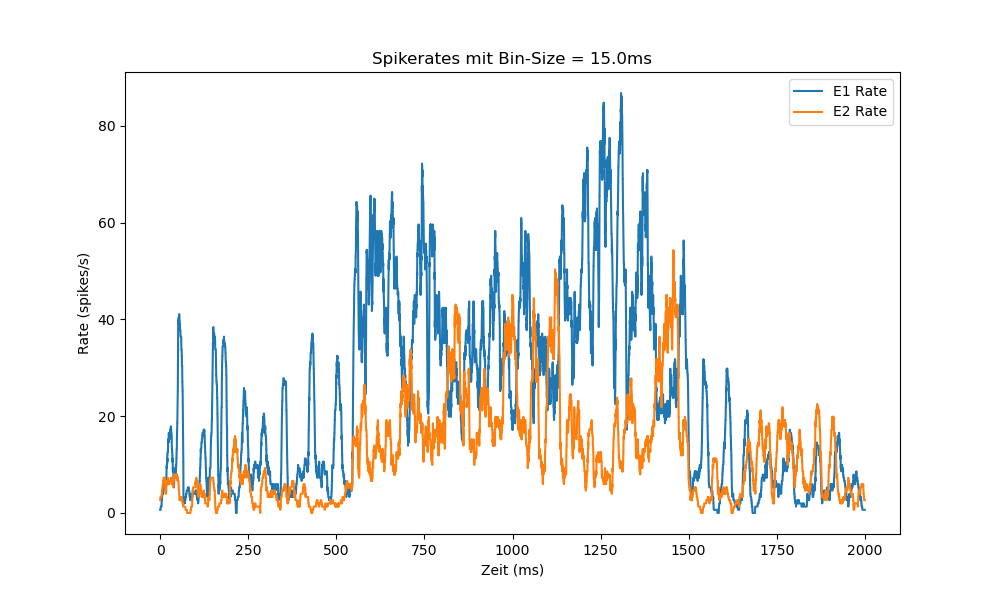 Spikerates mit Bin-Size = 15.0ms
E1 Rate
E2 Rate
80
60
40
20
0
Rate (spikes/s)
0 250 500 750 1000 1250 1500 1750 2000
Zeit (ms)